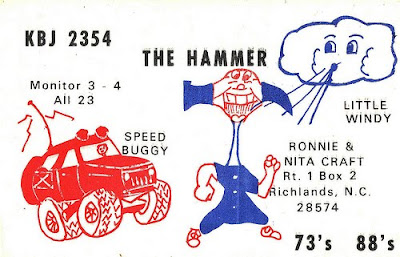 KBJ 2354
THE HAMMER
Monitor 3 - 4
All 23
SPEED
BUGGY
LITTLE
WINDY
RONNIE &
NITA CRAFT
Rt. 1 Box 2
Richlands, N.C.
28574
73's 88's